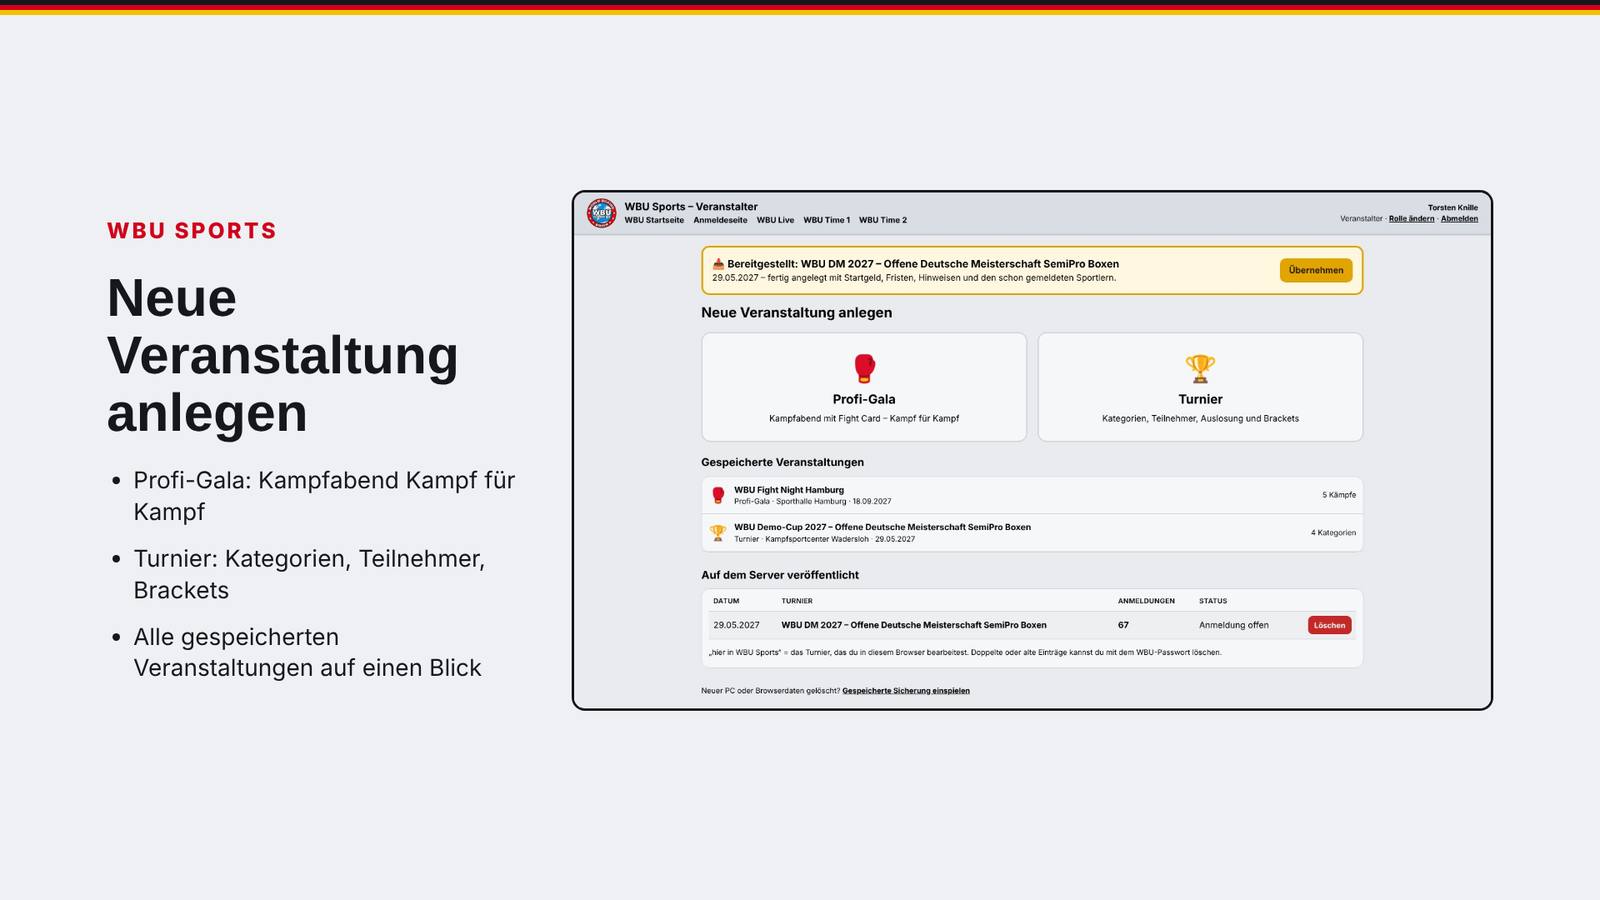 WBU SPORTS
Neue
Veranstaltung
anlegen
• Profi-Gala: Kampfabend Kampf für
Kampf
• Turnier: Kategorien, Teilnehmer,
Brackets
• Alle gespeicherten
Veranstaltungen auf einen Blick
WBU
WBU Sports – Veranstalter
WBU Startseite Anmeldeseite WBU Live WBU Time 1 WBU Time 2
Torsten Knille
Veranstalter · Rolle ändern · Abmelden
Bereitgestellt: WBU DM 2027 – Offene Deutsche Meisterschaft SemiPro Boxen
29.05.2027 – fertig angelegt mit Startgeld, Fristen, Hinweisen und den schon gemeldeten Sportlern.
Übernehmen
Neue Veranstaltung anlegen
Profi-Gala
Kampfabend mit Fight Card – Kampf für Kampf
Turnier
Kategorien, Teilnehmer, Auslosung und Brackets
Gespeicherte Veranstaltungen
WBU Fight Night Hamburg
Profi-Gala · Sporthalle Hamburg · 18.09.2027
5 Kämpfe
WBU Demo-Cup 2027 – Offene Deutsche Meisterschaft SemiPro Boxen
Turnier · Kampfsportcenter Wadersloh · 29.05.2027
4 Kategorien
Auf dem Server veröffentlicht
DATUM TURNIER ANMELDUNGEN STATUS
29.05.2027 WBU DM 2027 – Offene Deutsche Meisterschaft SemiPro Boxen 67 Anmeldung offen Löschen
„hier in WBU Sports“ = das Turnier, das du in diesem Browser bearbeitest. Doppelte oder alte Einträge kannst du mit dem WBU-Passwort löschen.
Neuer PC oder Browserdaten gelöscht? Gespeicherte Sicherung einspielen